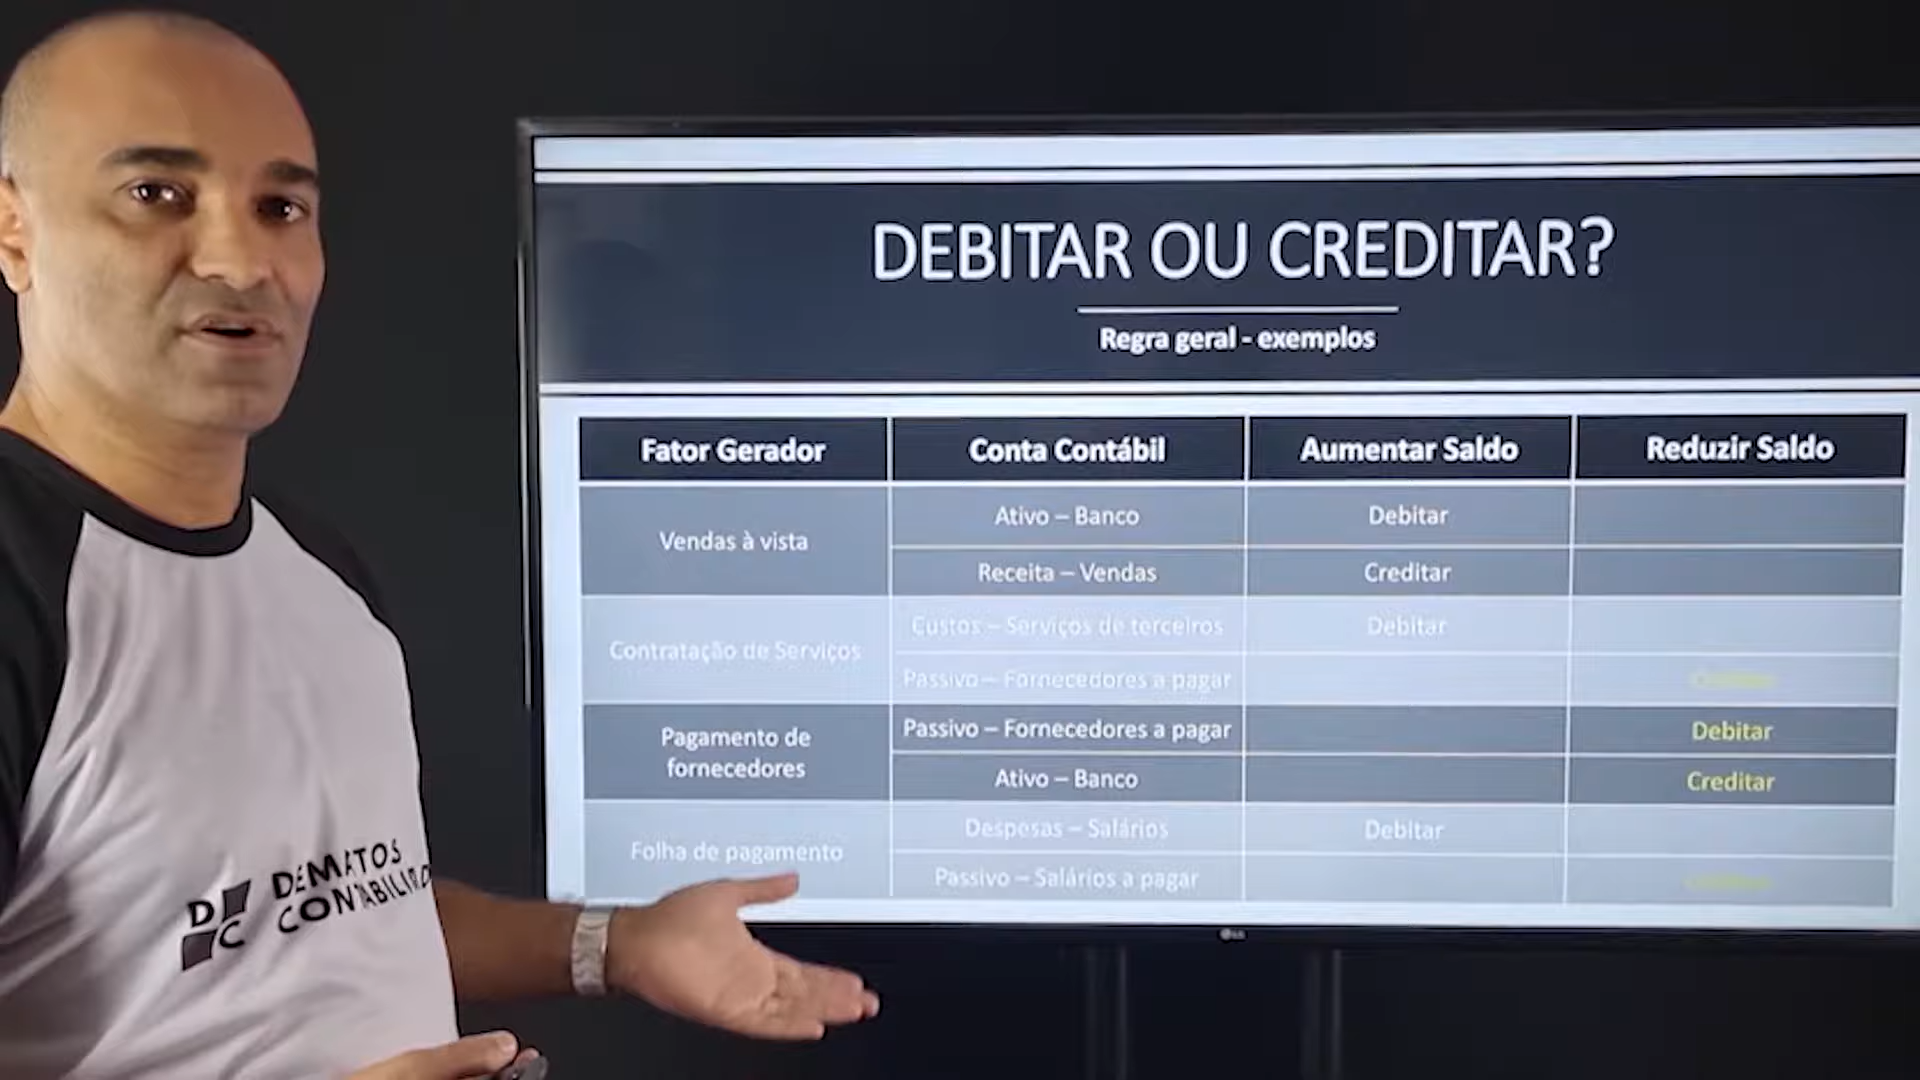 DEBITAR OU CREDITAR?
Regra geral - exemplos
Fator Gerador
Conta Contábil
Aumentar Saldo
Reduzir Saldo
Vendas à vista
Ativo – Banco
Debitar
Receita – Vendas
Creditar
Contratação de Serviços
Custos – Serviços de terceiros
Debitar
Passivo – Fornecedores a pagar
Pagamento de
fornecedores
Passivo – Fornecedores a pagar
Debitar
Ativo – Banco
Creditar
Folha de pagamento
Despesas – Salários
Debitar
Passivo – Salários a pagar
DC
DEMATOS
LG